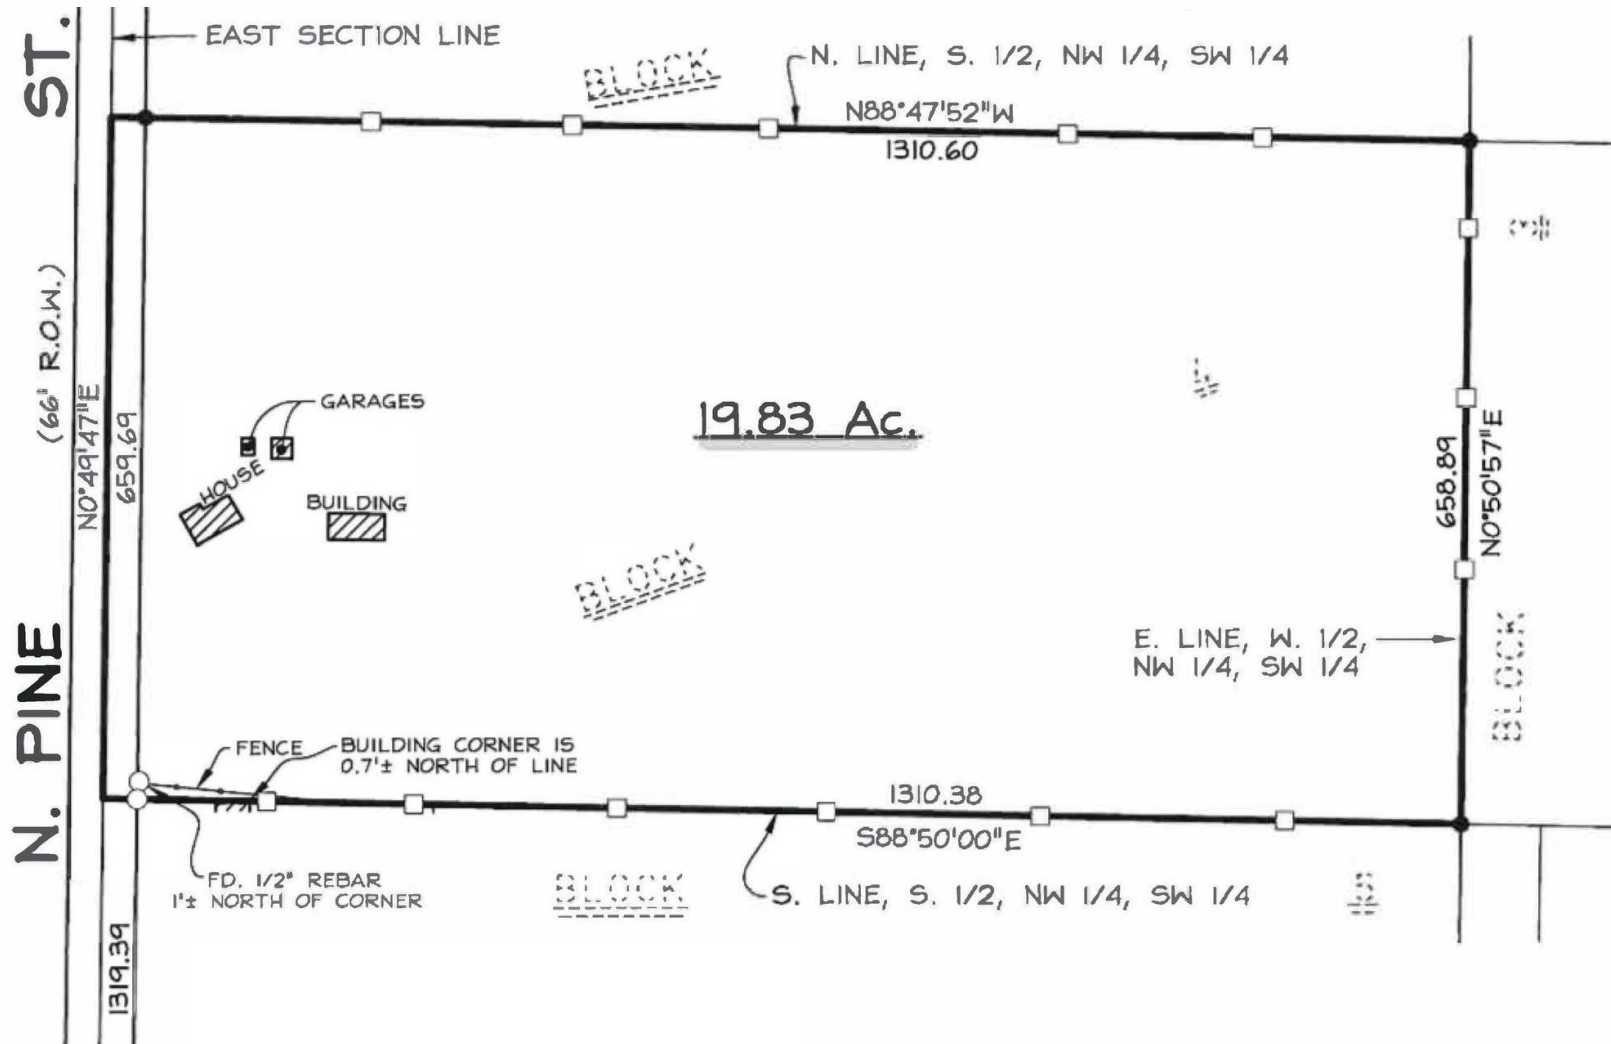 EAST SECTION LINE
BLOCK
N. LINE, S. 1/2, NW 1/4, SW 1/4
N88°47'52"W
1310.60
3
N. PINE ST.
(66' R.O.W.)
N0°49'47"E
659.69
GARAGES
HOUSE
BUILDING
19.83 Ac.
4
658.89
N0°50'57"E
BLOCK
E. LINE, W. 1/2,
NW 1/4, SW 1/4
BLOCK
FENCE
BUILDING CORNER IS
0.7'± NORTH OF LINE
1310.38
S88°50'00"E
FD. 1/2" REBAR
1'± NORTH OF CORNER
BLOCK
S. LINE, S. 1/2, NW 1/4, SW 1/4
5
1319.39